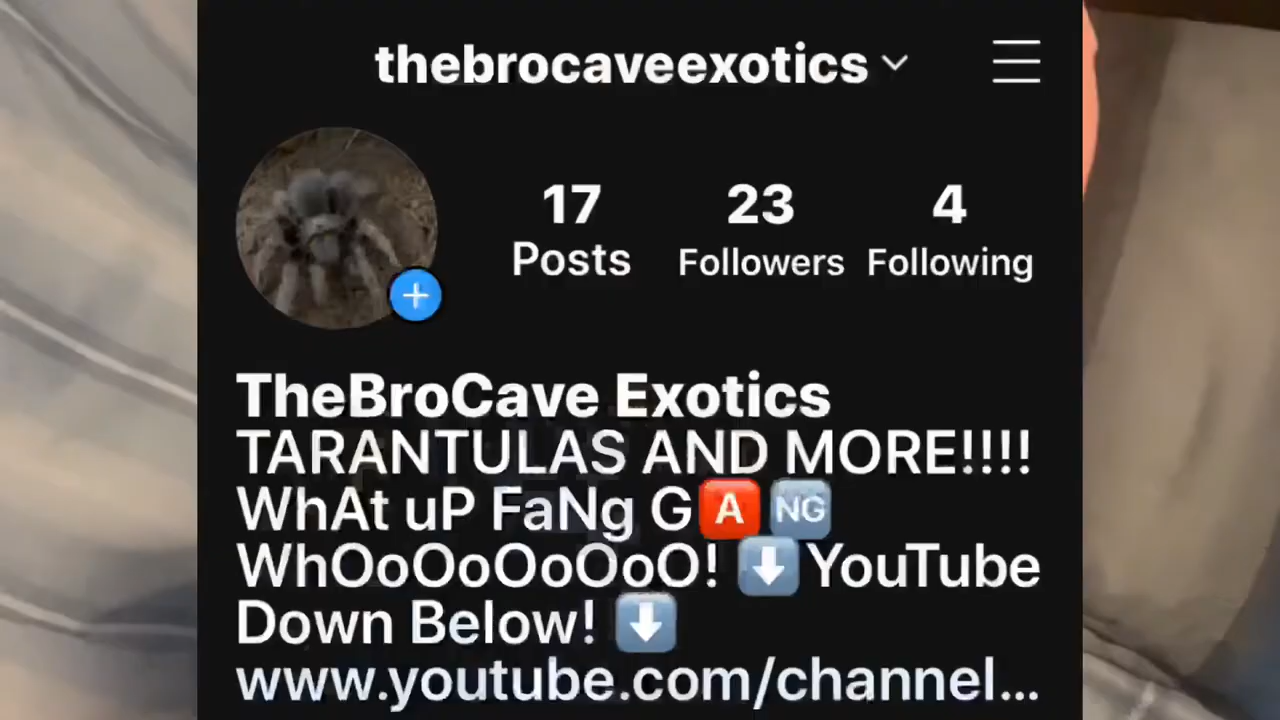 thebrocaveexotics
17 23 4
Posts Followers Following
TheBroCave Exotics
TARANTULAS AND MORE!!!!
WhAt uP FaNg G🅰️🆖
WhOoOoOoOoO! ⬇️YouTube
Down Below! ⬇️
www.youtube.com/channel...